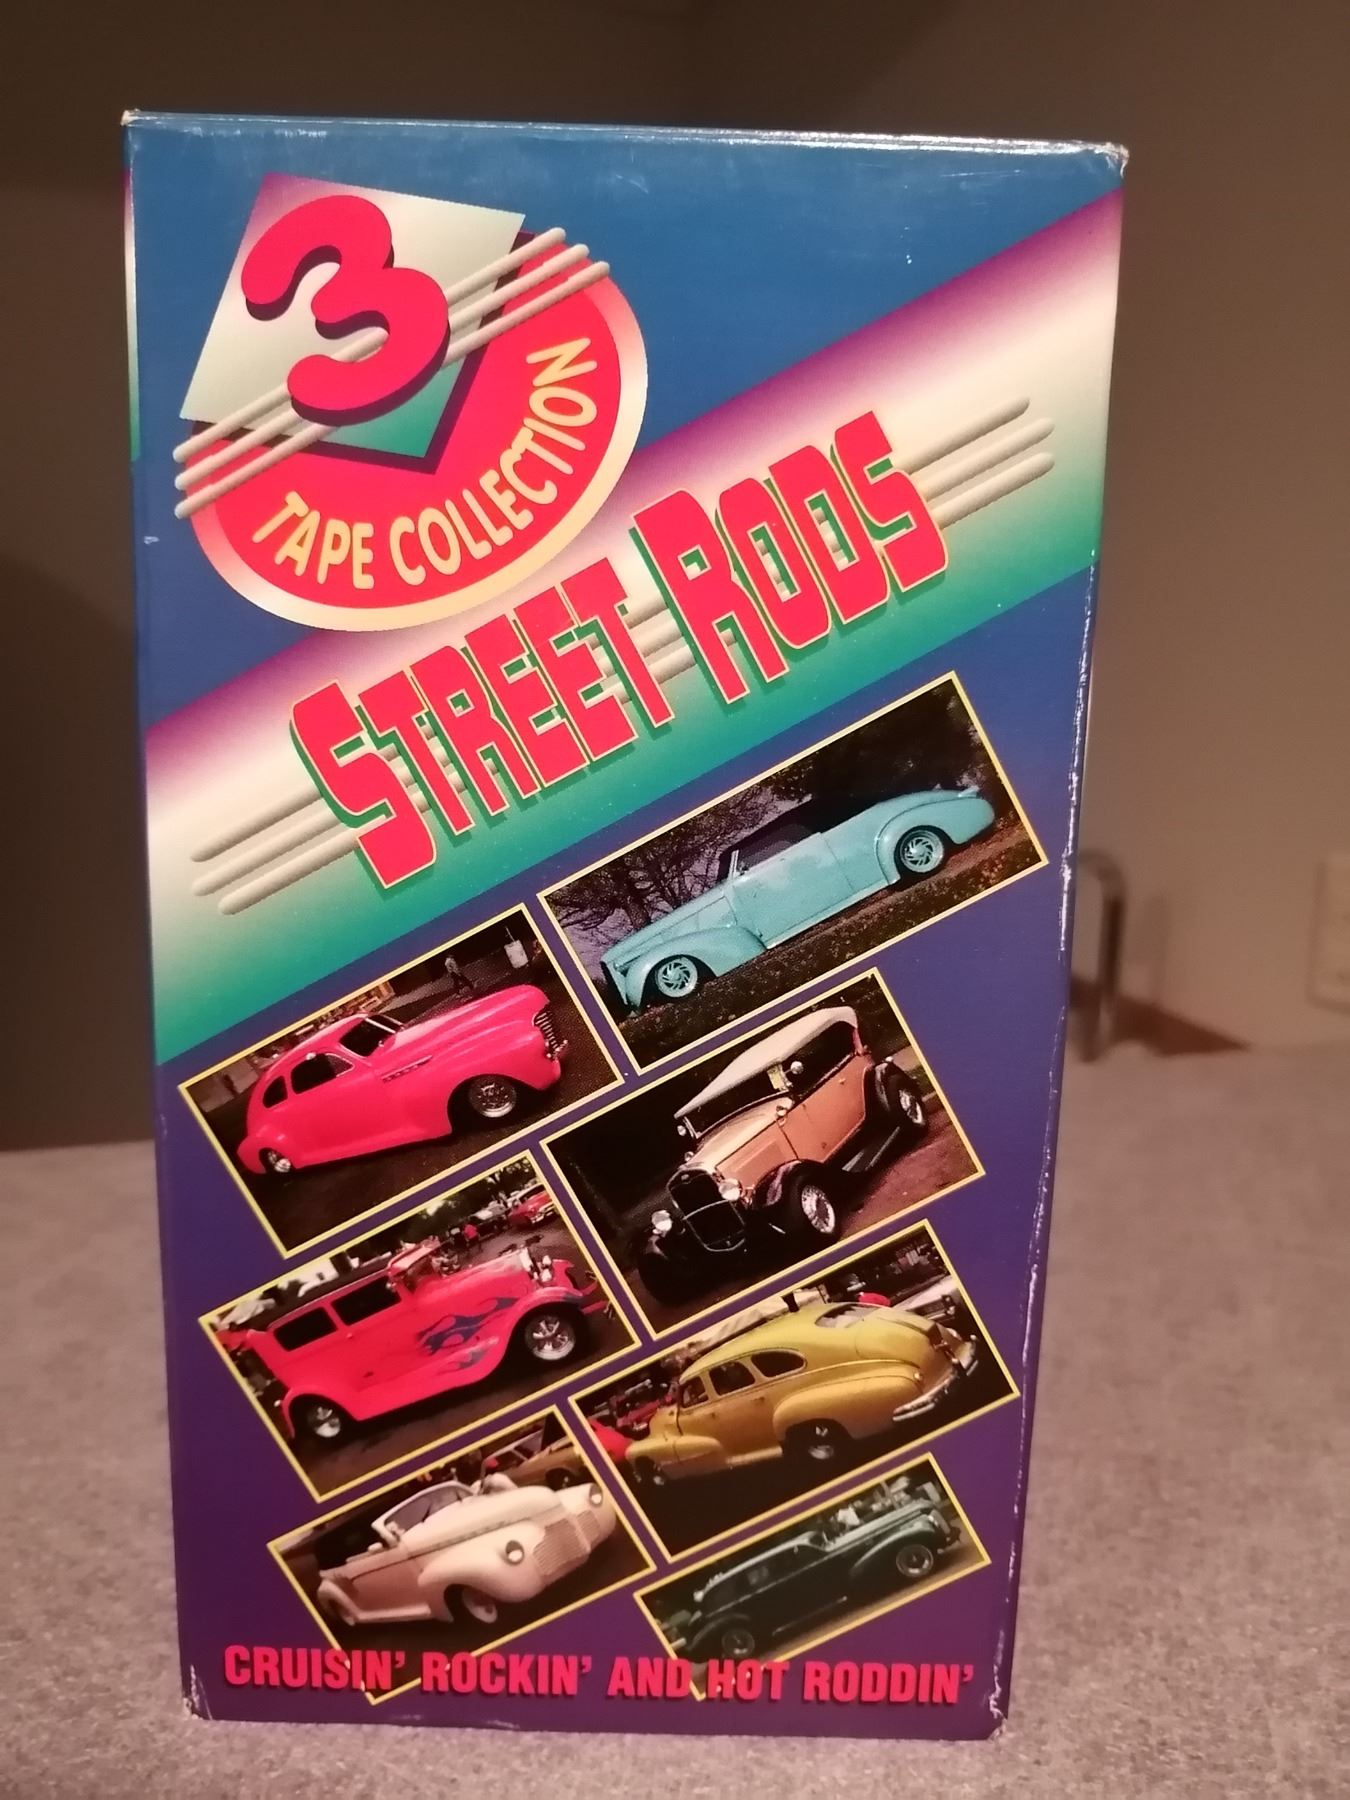 3
TAPE COLLECTION
STREET RODS
CRUISIN' ROCKIN' AND HOT RODDIN'